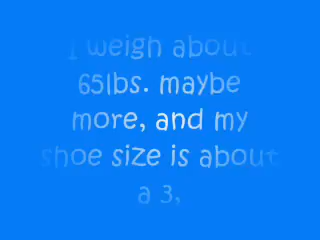 I weigh about
65lbs. maybe
more, and my
shoe size is about
a 3,